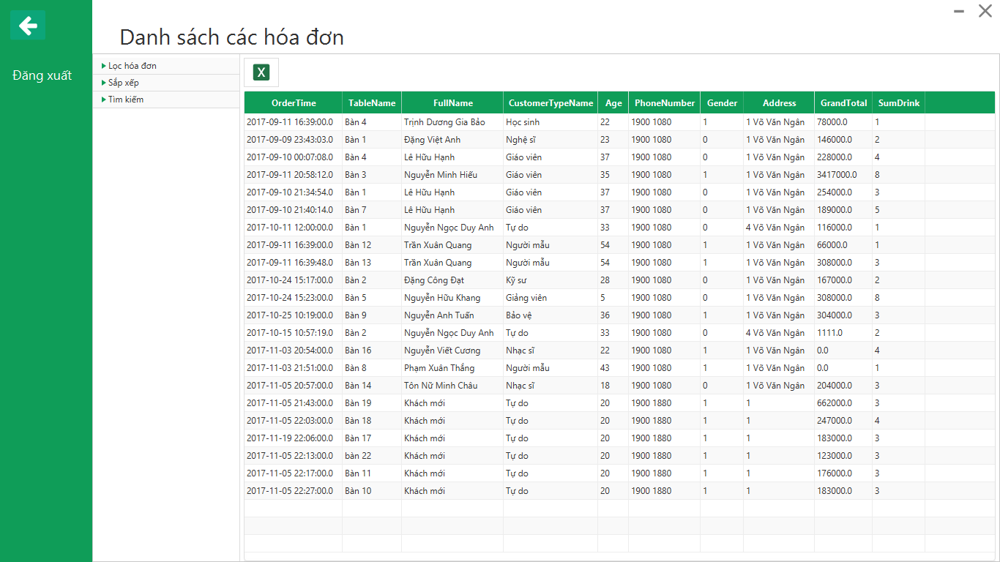 Danh sách các hóa đơn
Đăng xuất
Lọc hóa đơn
Sắp xếp
Tìm kiếm
X
OrderTime TableName FullName CustomerTypeName Age PhoneNumber Gender Address GrandTotal SumDrink
2017-09-11 16:39:00.0 Bàn 4 Trịnh Dương Gia Bảo Học sinh 22 1900 1080 1 1 Võ Văn Ngân 78000.0 1
2017-09-09 23:43:03.0 Bàn 1 Đặng Việt Anh Nghệ sĩ 23 1900 1080 0 1 Võ Văn Ngân 146000.0 2
2017-09-10 00:07:08.0 Bàn 4 Lê Hữu Hạnh Giáo viên 37 1900 1080 0 1 Võ Văn Ngân 228000.0 4
2017-09-11 20:58:12.0 Bàn 3 Nguyễn Minh Hiếu Giáo viên 35 1900 1080 1 1 Võ Văn Ngân 3417000.0 8
2017-09-10 21:34:54.0 Bàn 1 Lê Hữu Hạnh Giáo viên 37 1900 1080 0 1 Võ Văn Ngân 254000.0 3
2017-09-10 21:40:14.0 Bàn 7 Lê Hữu Hạnh Giáo viên 37 1900 1080 0 1 Võ Văn Ngân 189000.0 5
2017-10-11 12:00:00.0 Bàn 1 Nguyễn Ngọc Duy Anh Tự do 33 1900 1080 0 4 Võ Văn Ngân 116000.0 1
2017-09-11 16:39:00.0 Bàn 12 Trần Xuân Quang Người mẫu 54 1900 1080 1 1 Võ Văn Ngân 66000.0 1
2017-09-11 16:39:48.0 Bàn 13 Trần Xuân Quang Người mẫu 54 1900 1080 1 1 Võ Văn Ngân 308000.0 3
2017-10-24 15:17:00.0 Bàn 2 Đặng Công Đạt Kỹ sư 28 1900 1080 0 1 Võ Văn Ngân 167000.0 2
2017-10-24 15:23:00.0 Bàn 5 Nguyễn Hữu Khang Giảng viên 5 1900 1080 0 1 Võ Văn Ngân 308000.0 8
2017-10-25 10:19:00.0 Bàn 9 Nguyễn Anh Tuấn Bảo vệ 36 1900 1080 1 1 Võ Văn Ngân 304000.0 3
2017-10-15 10:57:19.0 Bàn 2 Nguyễn Ngọc Duy Anh Tự do 33 1900 1080 0 4 Võ Văn Ngân 1111.0 2
2017-11-03 20:54:00.0 Bàn 16 Nguyễn Viết Cương Nhạc sĩ 22 1900 1080 1 1 Võ Văn Ngân 0.0 4
2017-11-03 21:51:00.0 Bàn 8 Phạm Xuân Thắng Người mẫu 43 1900 1080 1 1 Võ Văn Ngân 0.0 1
2017-11-05 20:57:00.0 Bàn 14 Tôn Nữ Minh Châu Nhạc sĩ 18 1900 1080 0 1 Võ Văn Ngân 204000.0 3
2017-11-05 21:43:00.0 Bàn 19 Khách mới Tự do 20 1900 1880 1 1 662000.0 3
2017-11-05 22:03:00.0 Bàn 18 Khách mới Tự do 20 1900 1880 1 1 247000.0 4
2017-11-19 22:06:00.0 Bàn 17 Khách mới Tự do 20 1900 1880 1 1 183000.0 3
2017-11-05 22:13:00.0 bàn 22 Khách mới Tự do 20 1900 1880 1 1 123000.0 3
2017-11-05 22:17:00.0 Bàn 11 Khách mới Tự do 20 1900 1880 1 1 176000.0 3
2017-11-05 22:27:00.0 Bàn 10 Khách mới Tự do 20 1900 1880 1 1 183000.0 3